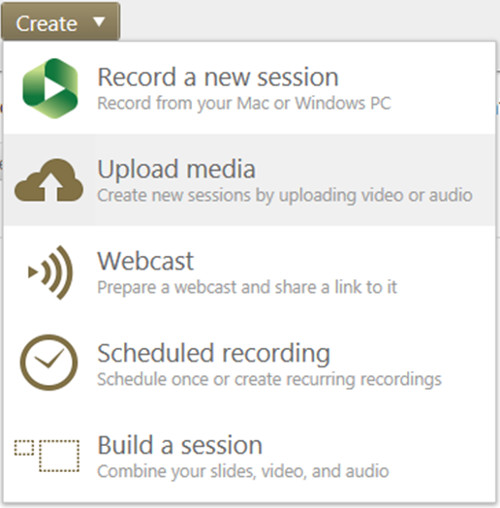 Create
Record a new session
Record from your Mac or Windows PC
Upload media
Create new sessions by uploading video or audio
Webcast
Prepare a webcast and share a link to it
Scheduled recording
Schedule once or create recurring recordings
Build a session
Combine your slides, video, and audio